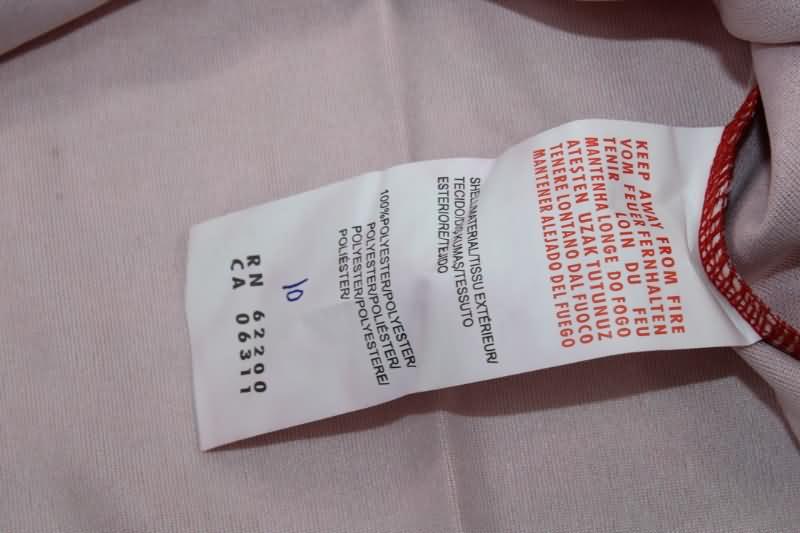 KEEP AWAY FROM FIRE
VOM FEUER FERNHALTEN
TENIR LOIN DU FEU
MANTENHA LONGE DO FOGO
ATEŞTEN UZAK TUTUNUZ
TENERE LONTANO DAL FUOCO
MANTENER ALEJADO DEL FUEGO
SHELLMATERIAL/TISSU EXTÉRIEUR/
TECIDO/DIŞ KUMAŞ/TESSUTO
ESTERIORE/TEJIDO
100%POLYESTER/POLYESTER/
POLYESTER/POLIÉSTER/
POLYESTER/POLIESTERE/
POLIÉSTER/
10
RN 62200
CA 06311